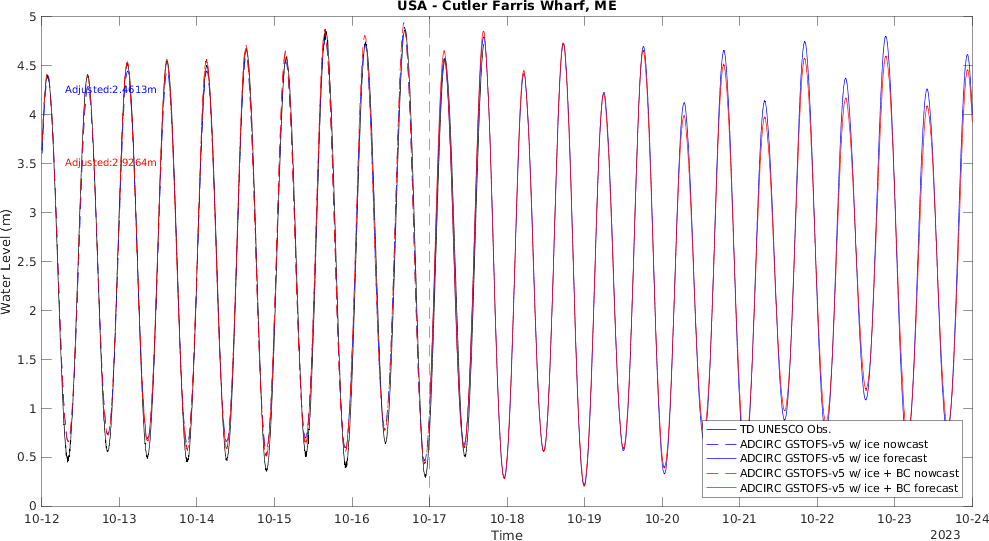 USA - Cutler Farris Wharf, ME
5
4.5
4
3.5
3
2.5
2
1.5
1
0.5
0
Water Level (m)
Adjusted:2.4613m
Adjusted:2.9264m
TD UNESCO Obs.
ADCIRC GSTOFS-v5 w/ ice nowcast
ADCIRC GSTOFS-v5 w/ ice forecast
ADCIRC GSTOFS-v5 w/ ice + BC nowcast
ADCIRC GSTOFS-v5 w/ ice + BC forecast
10-12 10-13 10-14 10-15 10-16 10-17 10-18 10-19 10-20 10-21 10-22 10-23 10-24
Time
2023